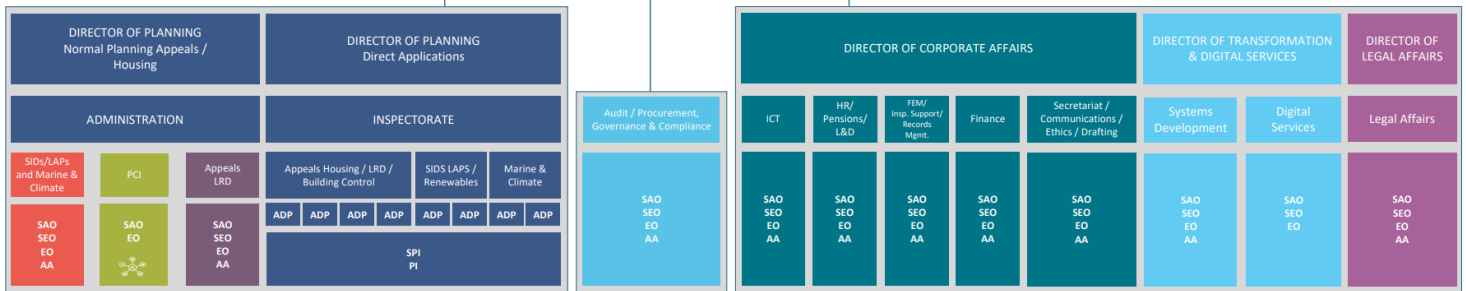 DIRECTOR OF PLANNING
Normal Planning Appeals /
Housing
DIRECTOR OF PLANNING
Direct Applications
DIRECTOR OF CORPORATE AFFAIRS
DIRECTOR OF TRANSFORMATION
& DIGITAL SERVICES
DIRECTOR OF
LEGAL AFFAIRS
ADMINISTRATION
INSPECTORATE
Audit / Procurement,
Governance & Compliance
ICT
HR/
Pensions/
L&D
FEM/
Insp. Support/
Records
Mgmt.
Finance
Secretariat /
Communications /
Ethics / Drafting
Systems
Development
Digital
Services
Legal Affairs
SIDs/LAPs
and Marine &
Climate
PCI
Appeals
LRD
Appeals Housing / LRD /
Building Control
SIDS LAPS /
Renewables
Marine &
Climate
SAO
SEO
EO
AA
SAO
EO
SAO
SEO
EO
AA
ADP
ADP
ADP
ADP
ADP
ADP
ADP
ADP
SPI
PI
SAO
SEO
EO
AA
SAO
SEO
EO
AA
SAO
SEO
EO
AA
SAO
SEO
EO
AA
SAO
SEO
EO
AA
SAO
SEO
EO
AA
SAO
SEO
EO
AA
SAO
SEO
EO
SAO
SEO
EO
AA